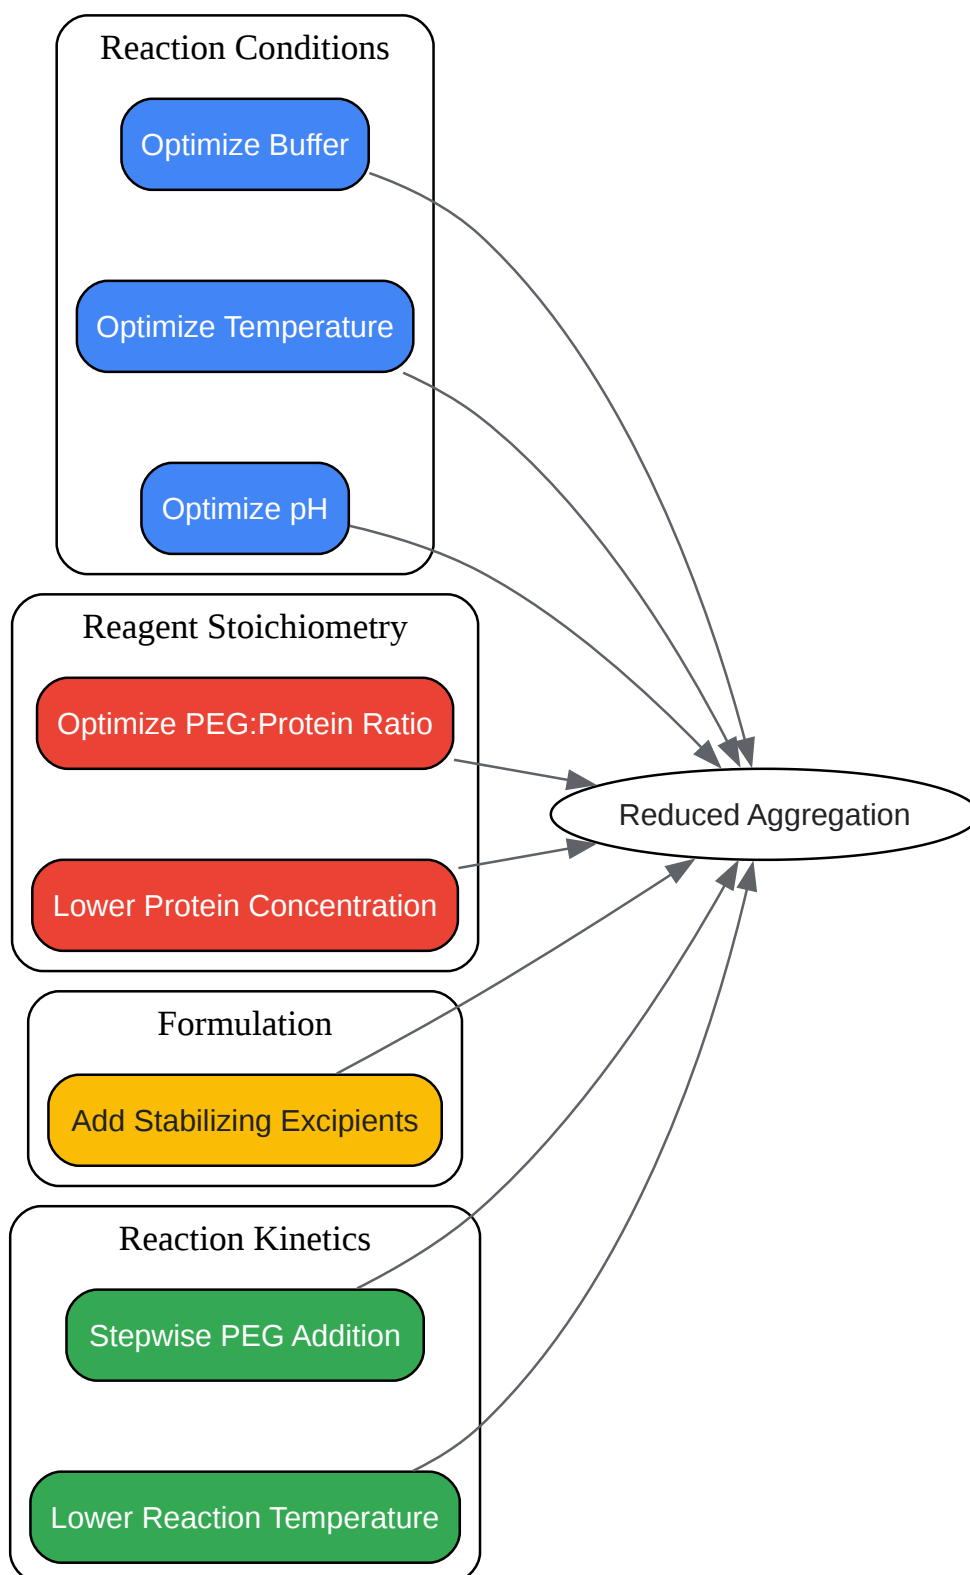 Reaction Conditions
Optimize Buffer
Optimize Temperature
Optimize pH
Reagent Stoichiometry
Optimize PEG:Protein Ratio
Lower Protein Concentration
Reduced Aggregation
Formulation
Add Stabilizing Excipients
Reaction Kinetics
Stepwise PEG Addition
Lower Reaction Temperature